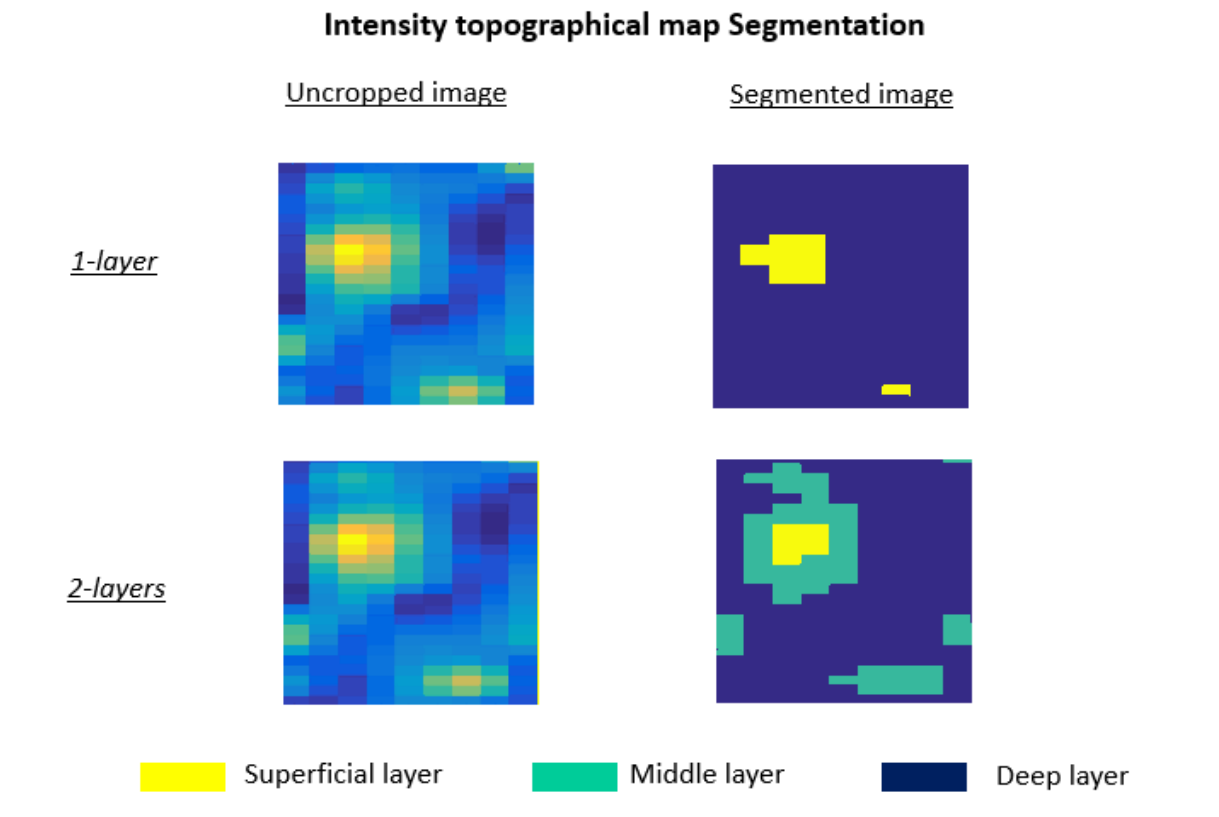 Intensity topographical map Segmentation
Uncropped image
Segmented image
1-layer
2-layers
Superficial layer
Middle layer
Deep layer